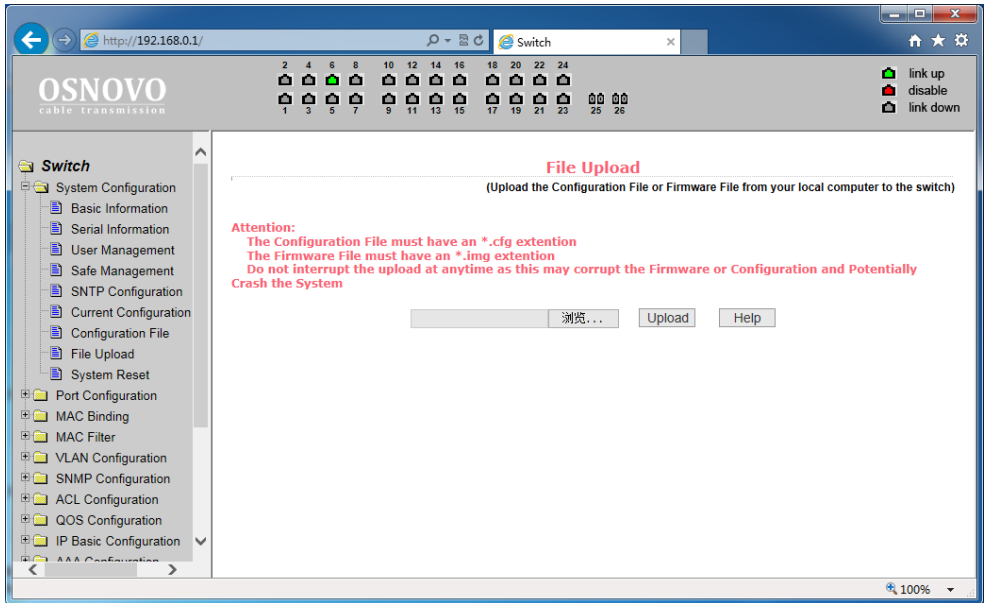 http://192.168.0.1/
Switch
OSNOVO
cable transmission
2 4 6 8 10 12 14 16 18 20 22 24
1 3 5 7 9 11 13 15 17 19 21 23 25 26
link up
disable
link down
Switch
System Configuration
Basic Information
Serial Information
User Management
Safe Management
SNTP Configuration
Current Configuration
Configuration File
File Upload
System Reset
Port Configuration
MAC Binding
MAC Filter
VLAN Configuration
SNMP Configuration
ACL Configuration
QOS Configuration
IP Basic Configuration
AAA Configuration
File Upload
(Upload the Configuration File or Firmware File from your local computer to the switch)
Attention:
The Configuration File must have an *.cfg extention
The Firmware File must have an *.img extention
Do not interrupt the upload at anytime as this may corrupt the Firmware or Configuration and Potentially
Crash the System
浏览...
Upload
Help
100%